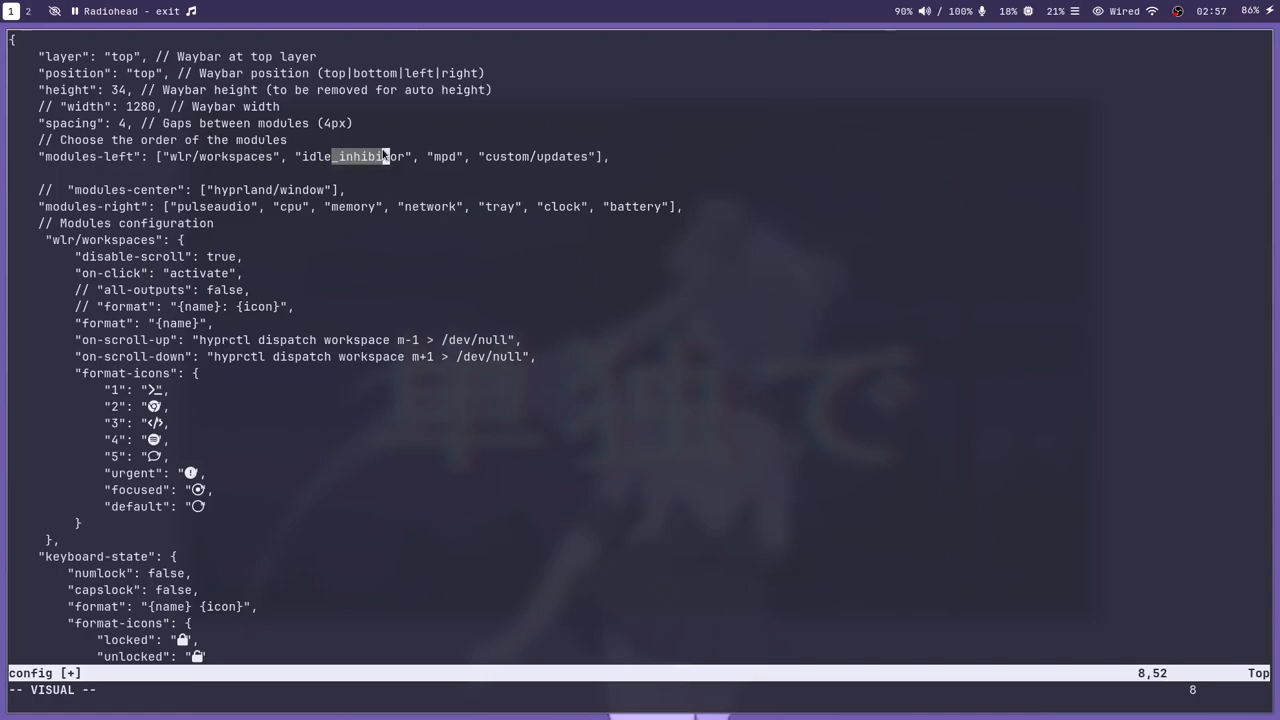 1 2 Radiohead - exit 90% / 100% 18% 21% Wired 02:57 86%
{
"layer": "top", // Waybar at top layer
"position": "top", // Waybar position (top|bottom|left|right)
"height": 34, // Waybar height (to be removed for auto height)
// "width": 1280, // Waybar width
"spacing": 4, // Gaps between modules (4px)
// Choose the order of the modules
"modules-left": ["wlr/workspaces", "idle_inhibitor", "mpd", "custom/updates"],
// "modules-center": ["hyprland/window"],
"modules-right": ["pulseaudio", "cpu", "memory", "network", "tray", "clock", "battery"],
// Modules configuration
"wlr/workspaces": {
"disable-scroll": true,
"on-click": "activate",
// "all-outputs": false,
// "format": "{name}: {icon}",
"format": "{name}",
"on-scroll-up": "hyprctl dispatch workspace m-1 > /dev/null",
"on-scroll-down": "hyprctl dispatch workspace m+1 > /dev/null",
"format-icons": {
"1": "",
"2": "",
"3": "",
"4": "",
"5": "",
"urgent": "",
"focused": "",
"default": "
}
},
"keyboard-state": {
"numlock": false,
"capslock": false,
"format": "{name} {icon}",
"format-icons": {
"locked": "",
"unlocked": "
config [+] 8,52 Top
-- VISUAL -- 8